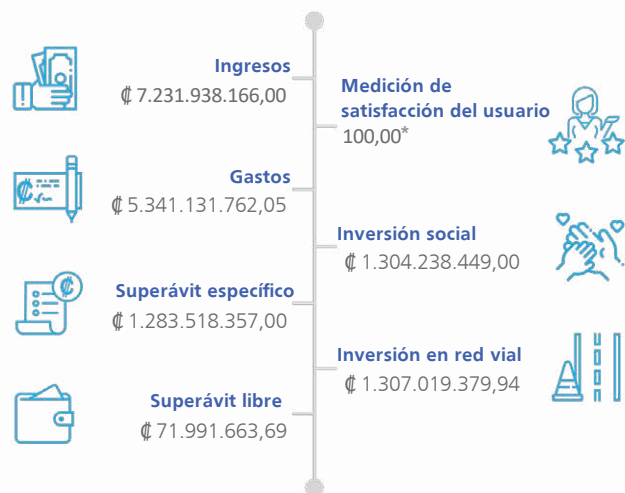 Ingresos
₡ 7.231.938.166,00
Medición de
satisfacción del usuario
100,00*
Gastos
₡ 5.341.131.762,05
Inversión social
₡ 1.304.238.449,00
Superávit específico
₡ 1.283.518.357,00
Inversión en red vial
₡ 1.307.019.379,94
Superávit libre
₡ 71.991.663,69